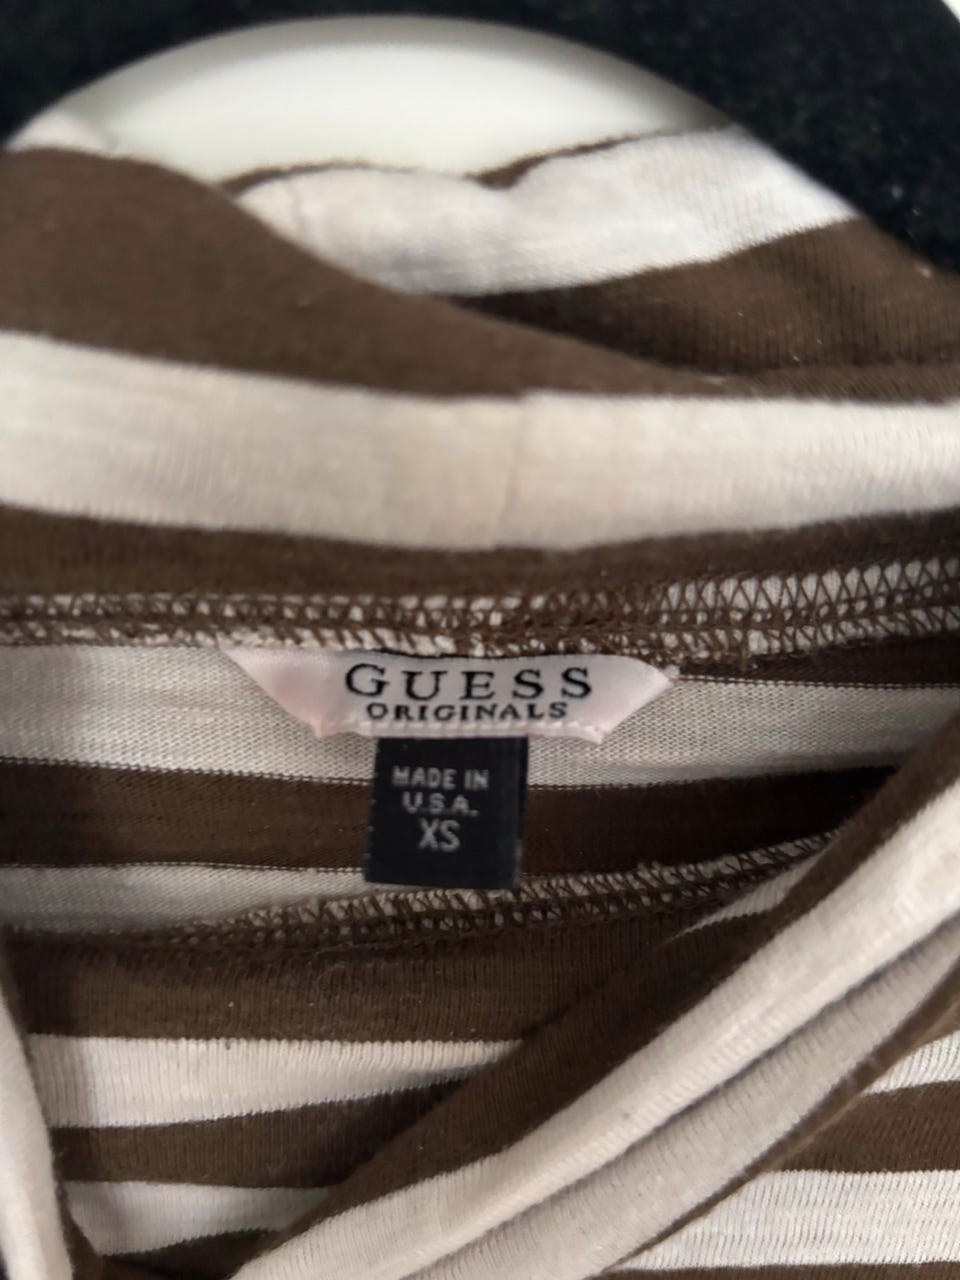 GUESS
ORIGINALS
MADE IN
U.S.A.
XS